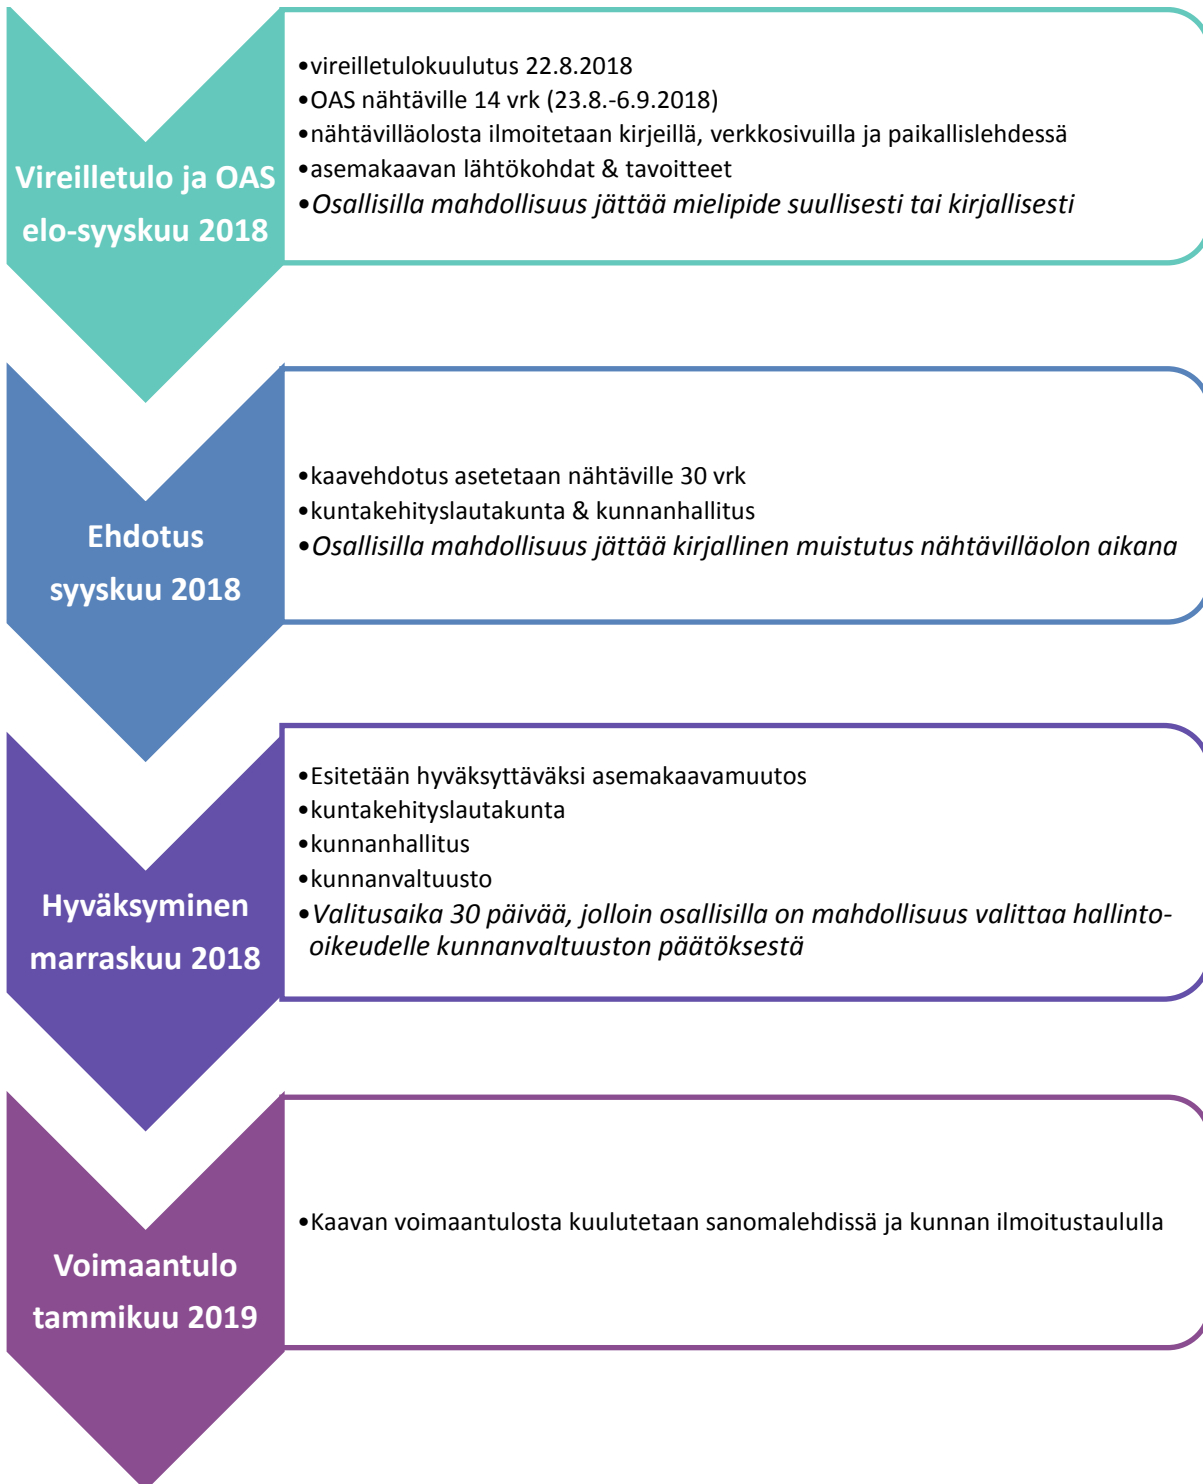 Vireilletulo ja OAS
elo-syyskuu 2018
•vireilletulokuulutus 22.8.2018
•OAS nähtäville 14 vrk (23.8.-6.9.2018)
•nähtävilläolosta ilmoitetaan kirjeillä, verkkosivuilla ja paikallislehdessä
•asemakaavan lähtökohdat & tavoitteet
•Osallisilla mahdollisuus jättää mielipide suullisesti tai kirjallisesti
Ehdotus
syyskuu 2018
•kaavehdotus asetetaan nähtäville 30 vrk
•kuntakehityslautakunta & kunnanhallitus
•Osallisilla mahdollisuus jättää kirjallinen muistutus nähtävilläolon aikana
Hyväksyminen
marraskuu 2018
•Esitetään hyväksyttäväksi asemakaavamuutos
•kuntakehityslautakunta
•kunnanhallitus
•kunnanvaltuusto
•Valitusaika 30 päivää, jolloin osallisilla on mahdollisuus valittaa hallinto-
oikeudelle kunnanvaltuuston päätöksestä
Voimaantulo
tammikuu 2019
•Kaavan voimaantulosta kuulutetaan sanomalehdissä ja kunnan ilmoitustaululla